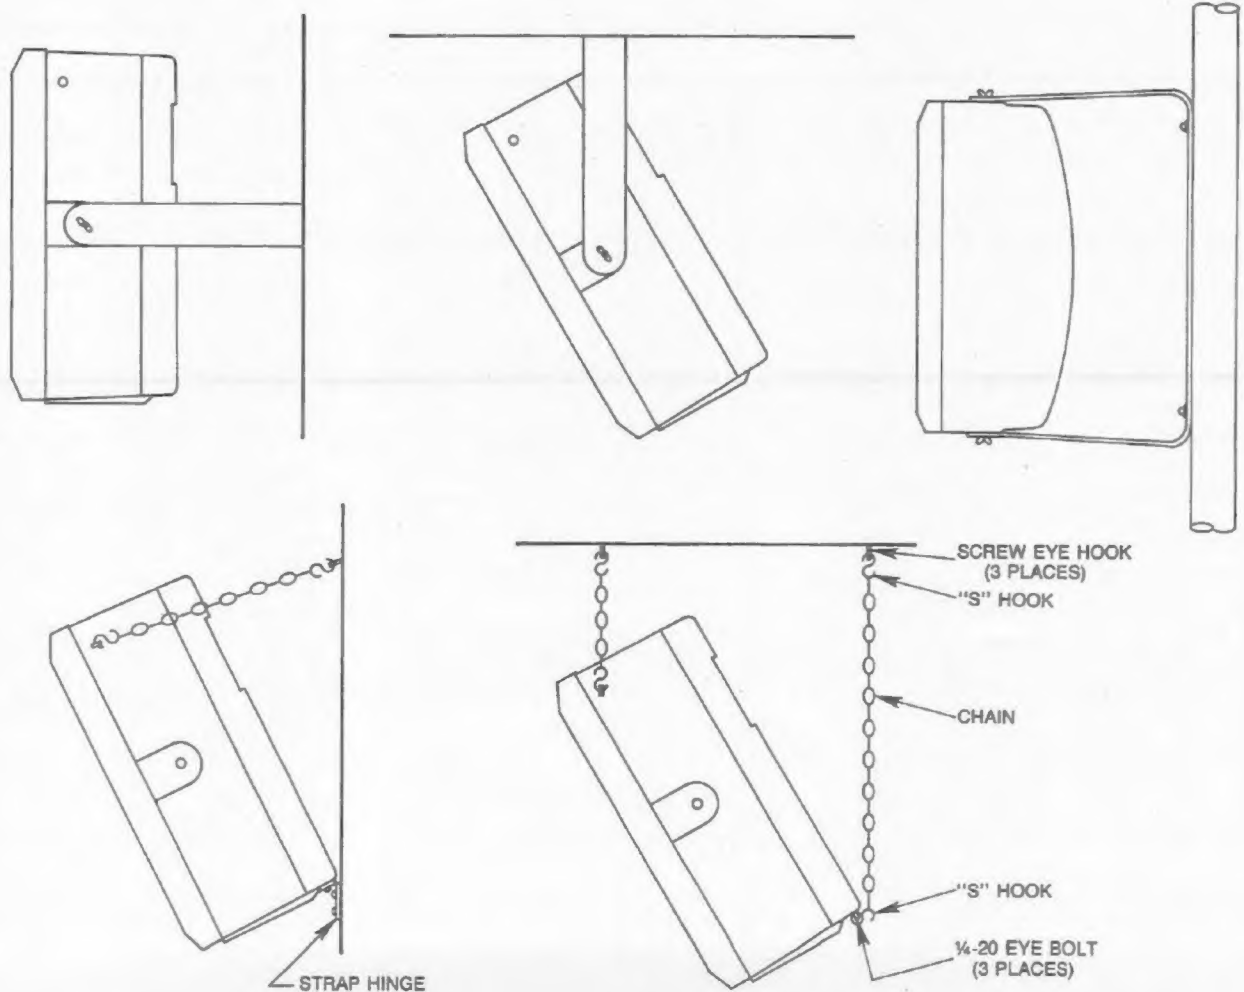 SCREW EYE HOOK
(3 PLACES)
"S" HOOK
CHAIN
"S" HOOK
¼-20 EYE BOLT
(3 PLACES)
STRAP HINGE